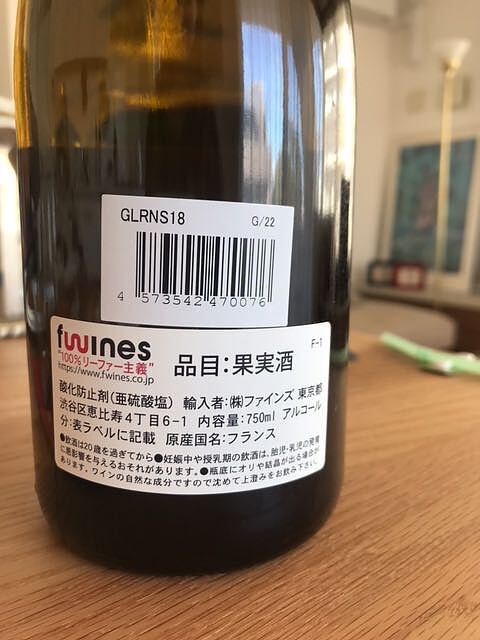 GLRNS18 G/22
4 573542 470076
fwines
"100%リーファー主義"
https://www.fwines.co.jp
品目:果実酒
F-1
酸化防止剤(亜硫酸塩) 輸入者:㈱ファインズ 東京都
渋谷区恵比寿4丁目6-1 内容量:750ml アルコール
分:表ラベルに記載 原産国名:フランス
●飲酒は20歳を過ぎてから●妊娠中や授乳期の飲酒は、胎児・乳児の発育
に悪影響を与えるおそれがあります。●瓶底にオリや結晶が出る場合が
あります。ワインの自然な成分ですので沈めて上澄みをお飲み下さい。